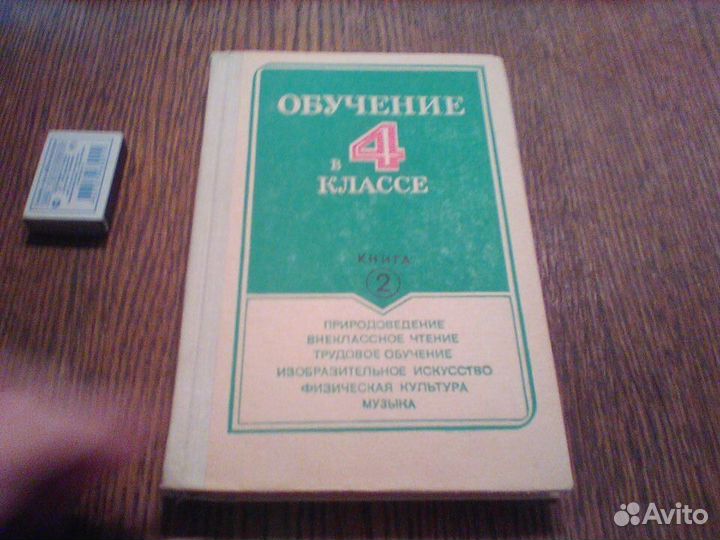 ОБУЧЕНИЕ
в 4
КЛАССЕ
КНИГА
2
ПРИРОДОВЕДЕНИЕ
ВНЕКЛАССНОЕ ЧТЕНИЕ
ТРУДОВОЕ ОБУЧЕНИЕ
ИЗОБРАЗИТЕЛЬНОЕ ИСКУССТВО
ФИЗИЧЕСКАЯ КУЛЬТУРА
МУЗЫКА
Avito